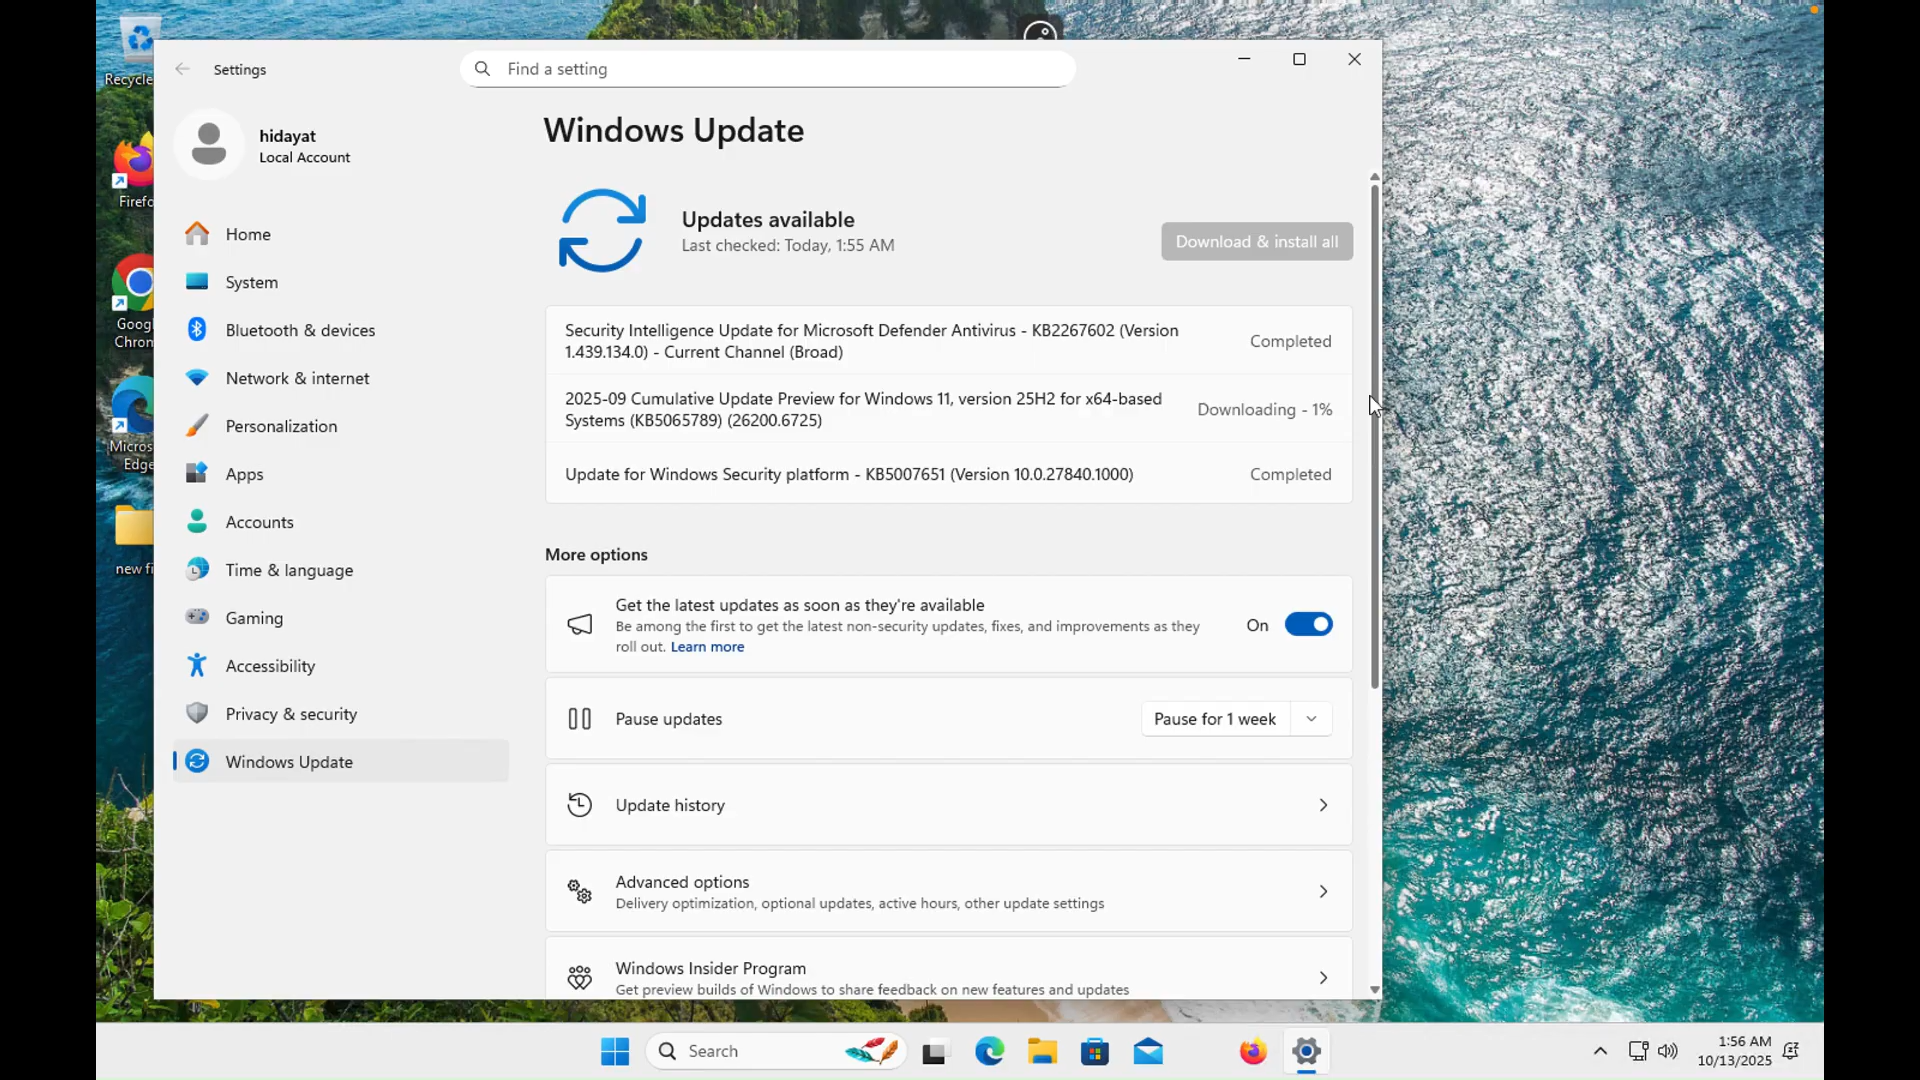 Recycle
Firefo
Goog
Chrom
Micros
Edge
new fi
Settings
Find a setting
hidayat
Local Account
Home
System
Bluetooth & devices
Network & internet
Personalization
Apps
Accounts
Time & language
Gaming
Accessibility
Privacy & security
Windows Update
Windows Update
Updates available
Last checked: Today, 1:55 AM
Download & install all
Security Intelligence Update for Microsoft Defender Antivirus - KB2267602 (Version
1.439.134.0) - Current Channel (Broad)
Completed
2025-09 Cumulative Update Preview for Windows 11, version 25H2 for x64-based
Systems (KB5065789) (26200.6725)
Downloading - 1%
Update for Windows Security platform - KB5007651 (Version 10.0.27840.1000)
Completed
More options
Get the latest updates as soon as they're available
Be among the first to get the latest non-security updates, fixes, and improvements as they
roll out. Learn more
On
Pause updates
Pause for 1 week
Update history
Advanced options
Delivery optimization, optional updates, active hours, other update settings
Windows Insider Program
Get preview builds of Windows to share feedback on new features and updates
Search
1:56 AM
10/13/2025